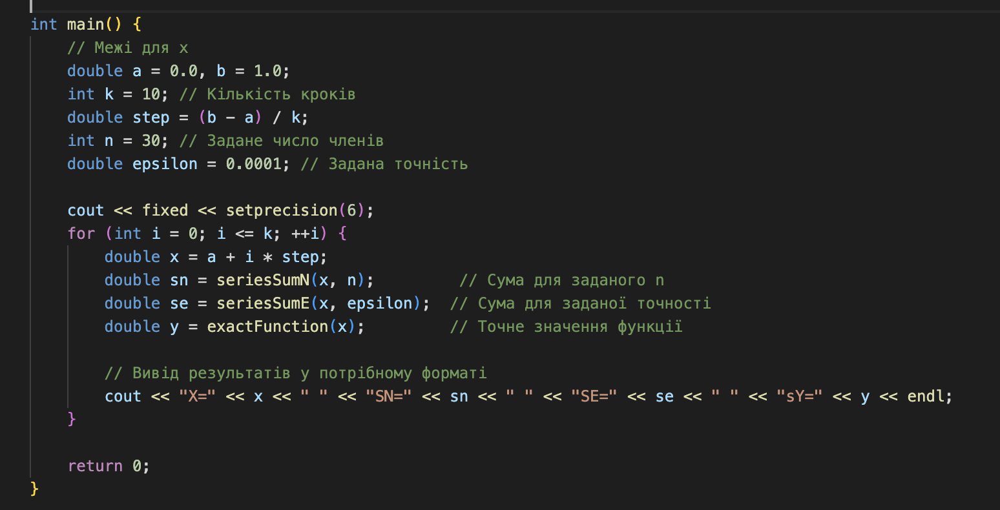 int main() {
    // Межі для x
    double a = 0.0, b = 1.0;
    int k = 10; // Кількість кроків
    double step = (b - a) / k;
    int n = 30; // Задане число членів
    double epsilon = 0.0001; // Задана точність

    cout << fixed << setprecision(6);
    for (int i = 0; i <= k; ++i) {
        double x = a + i * step;
        double sn = seriesSumN(x, n);         // Сума для заданого n
        double se = seriesSumE(x, epsilon);  // Сума для заданої точності
        double y = exactFunction(x);         // Точне значення функції

        // Вивід результатів у потрібному форматі
        cout << "X=" << x << " " << "SN=" << sn << " " << "SE=" << se << " " << "sY=" << y << endl;
    }

    return 0;
}